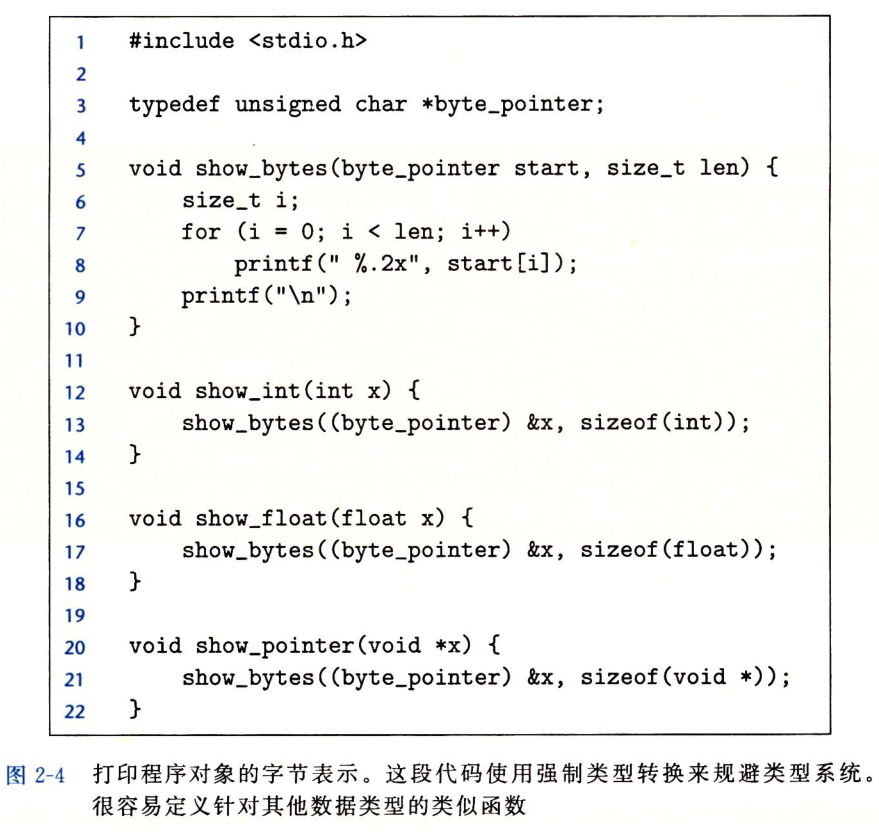 1 #include <stdio.h>
2
3 typedef unsigned char *byte_pointer;
4
5 void show_bytes(byte_pointer start, size_t len) {
6     size_t i;
7     for (i = 0; i < len; i++)
8         printf(" %.2x", start[i]);
9     printf("\n");
10 }
11
12 void show_int(int x) {
13     show_bytes((byte_pointer) &x, sizeof(int));
14 }
15
16 void show_float(float x) {
17     show_bytes((byte_pointer) &x, sizeof(float));
18 }
19
20 void show_pointer(void *x) {
21     show_bytes((byte_pointer) &x, sizeof(void *));
22 }
图 2-4 打印程序对象的字节表示。这段代码使用强制类型转换来规避类型系统。
很容易定义针对其他数据类型的类似函数